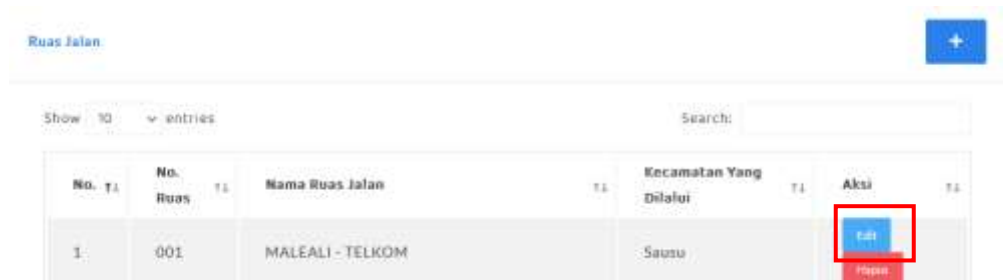 Ruas Jalan
+
Show 10 entries
Search:
No. No. Ruas Nama Ruas Jalan Kecamatan Yang Dilalui Aksi
1 001 MALEALI - TELKOM Sausu Edit
Hapus